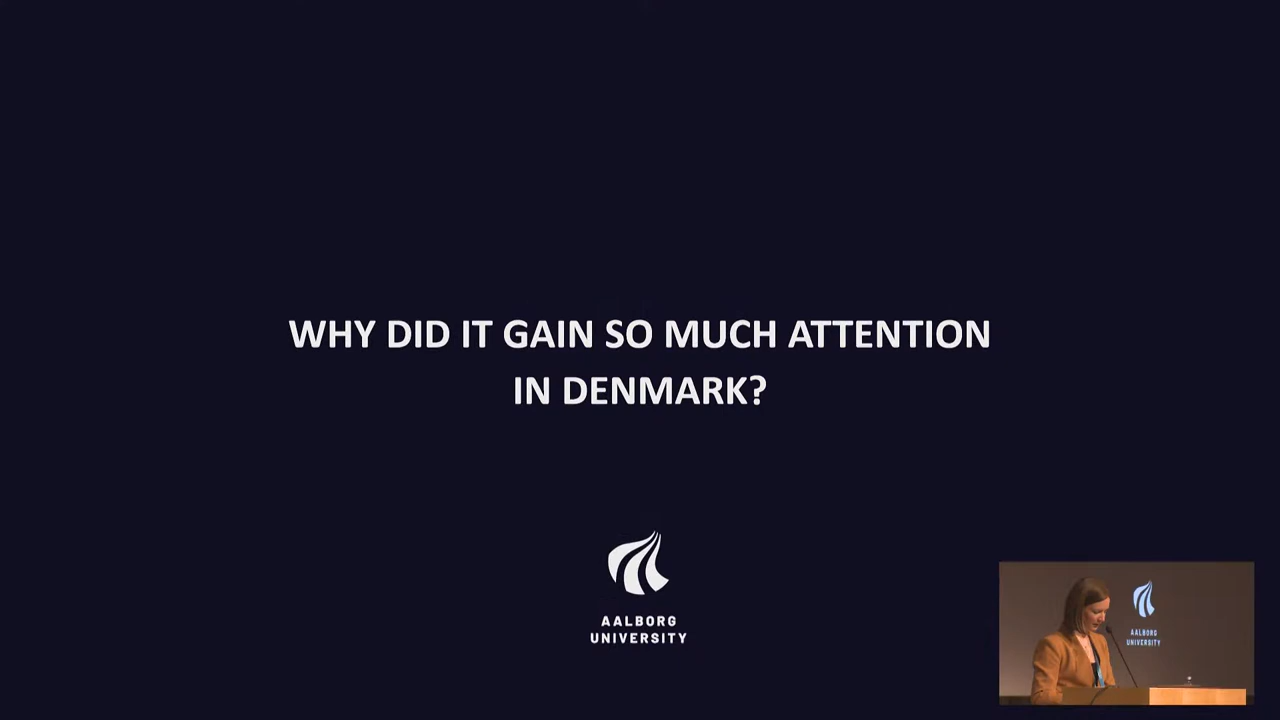 WHY DID IT GAIN SO MUCH ATTENTION
IN DENMARK?
AALBORG
UNIVERSITY
AALBORG
UNIVERSITY